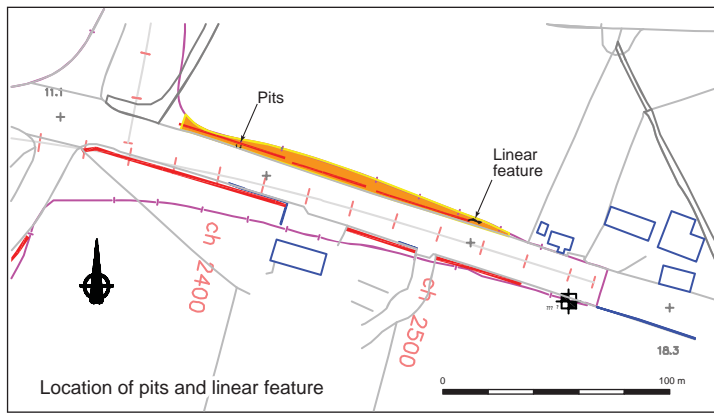 11.1
Pits
Linear
feature
ch 2400
ch 2500
18.3
Location of pits and linear feature
0 100 m